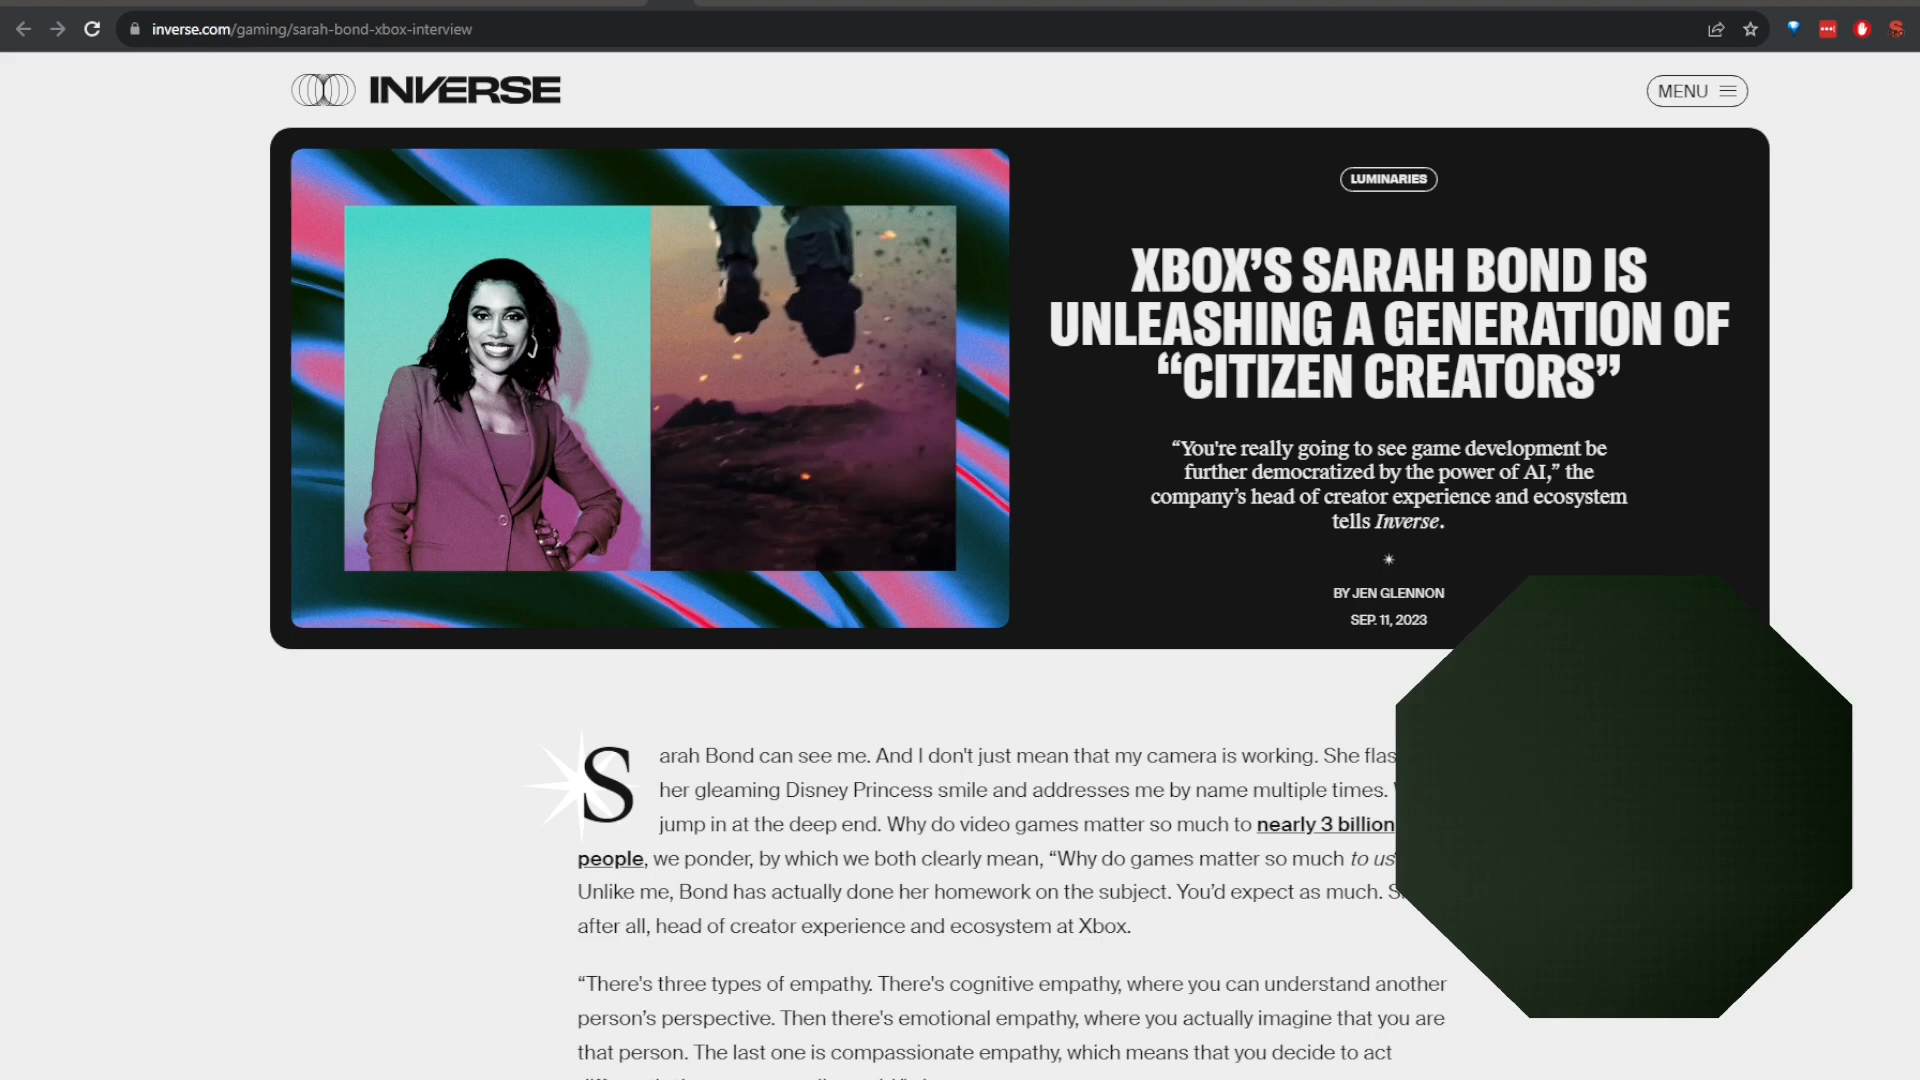 inverse.com/gaming/sarah-bond-xbox-interview
INVERSE
MENU
LUMINARIES
XBOX’S SARAH BOND IS
UNLEASHING A GENERATION OF
“CITIZEN CREATORS”
“You're really going to see game development be
further democratized by the power of AI,” the
company’s head of creator experience and ecosystem
tells Inverse.
BY JEN GLENNON
SEP. 11, 2023
Sarah Bond can see me. And I don't just mean that my camera is working. She
her gleaming Disney Princess smile and addresses me by name multiple times.
jump in at the deep end. Why do video games matter so much to nearly 3 billion
people, we ponder, by which we both clearly mean, “Why do games matter so much to us
Unlike me, Bond has actually done her homework on the subject. You’d expect as much.
after all, head of creator experience and ecosystem at Xbox.
“There's three types of empathy. There's cognitive empathy, where you can understand another
person’s perspective. Then there's emotional empathy, where you actually imagine that you are
that person. The last one is compassionate empathy, which means that you decide to act